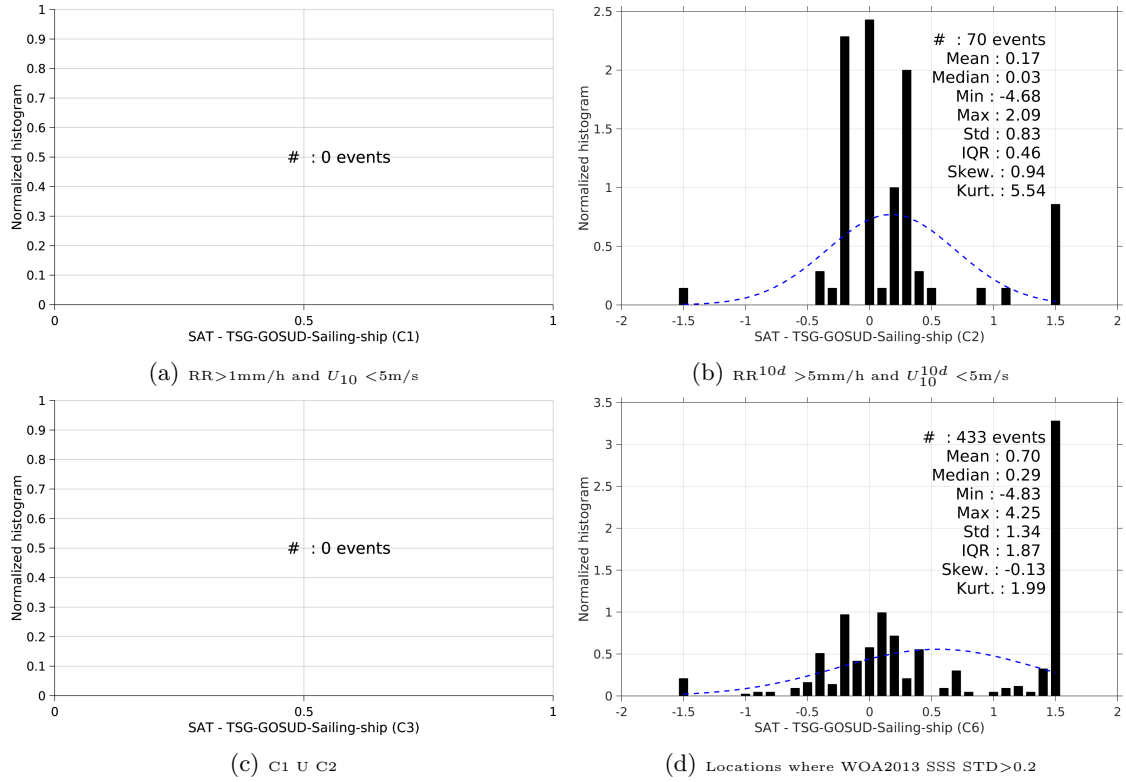 1
0.9
0.8
0.7
0.6
0.5
0.4
0.3
0.2
0.1
0
Normalized histogram
# : 0 events
0 0.5 1
SAT - TSG-GOSUD-Sailing-ship (C1)
(a) RR>1mm/h and U10 <5m/s
2.5
2
1.5
1
0.5
0
Normalized histogram
# : 70 events
Mean : 0.17
Median : 0.03
Min : -4.68
Max : 2.09
Std : 0.83
IQR : 0.46
Skew. : 0.94
Kurt. : 5.54
-2 -1.5 -1 -0.5 0 0.5 1 1.5 2
SAT - TSG-GOSUD-Sailing-ship (C2)
(b) RR^10d >5mm/h and U_10^10d <5m/s
1
0.9
0.8
0.7
0.6
0.5
0.4
0.3
0.2
0.1
0
Normalized histogram
# : 0 events
0 0.5 1
SAT - TSG-GOSUD-Sailing-ship (C3)
(c) C1 U C2
3.5
3
2.5
2
1.5
1
0.5
0
Normalized histogram
# : 433 events
Mean : 0.70
Median : 0.29
Min : -4.83
Max : 4.25
Std : 1.34
IQR : 1.87
Skew. : -0.13
Kurt. : 1.99
-2 -1.5 -1 -0.5 0 0.5 1 1.5 2
SAT - TSG-GOSUD-Sailing-ship (C6)
(d) Locations where WOA2013 SSS STD>0.2